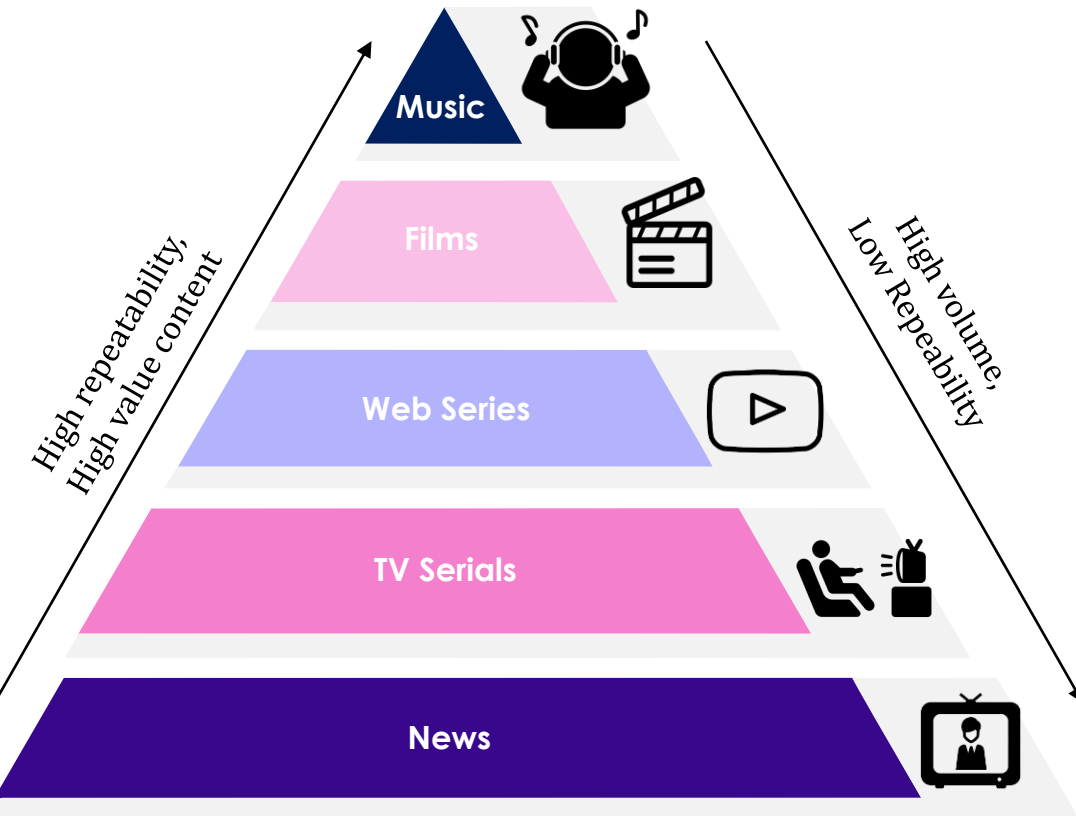 Music
Films
High repeatability,
High value content
High volume,
Low Repeability
Web Series
TV Serials
News